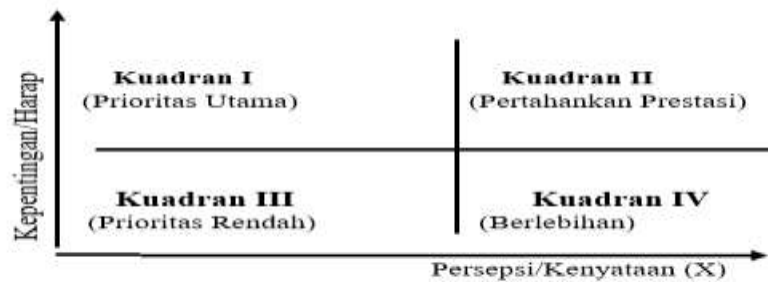 Kepentingan/Harap
Kuadran I
(Prioritas Utama)
Kuadran II
(Pertahankan Prestasi)
Kuadran III
(Prioritas Rendah)
Kuadran IV
(Berlebihan)
Persepsi/Kenyataan (X)